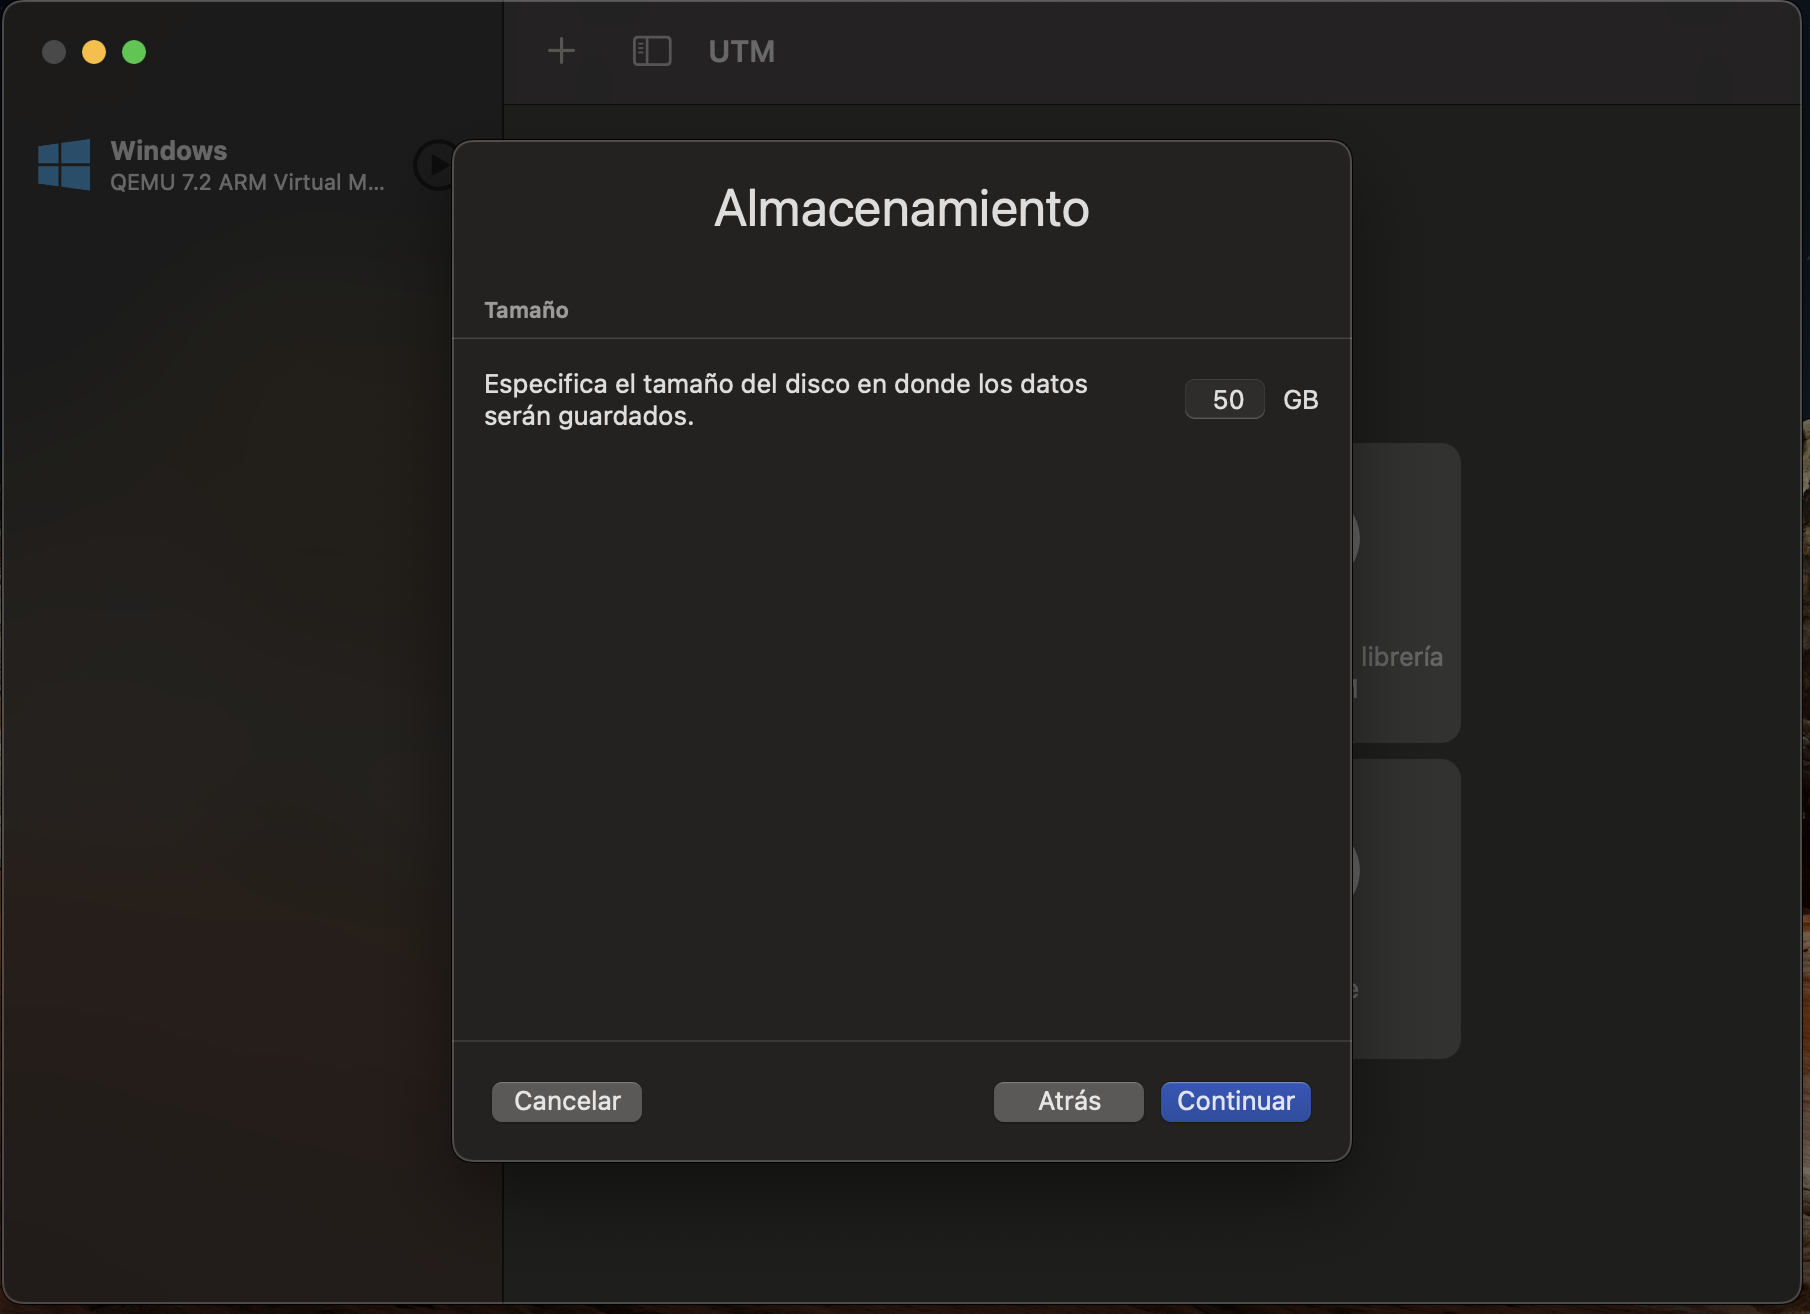 UTM
Windows
QEMU 7.2 ARM Virtual M...
Almacenamiento
Tamaño
Especifica el tamaño del disco en donde los datos
serán guardados.
50 GB
librería
Cancelar
Atrás
Continuar